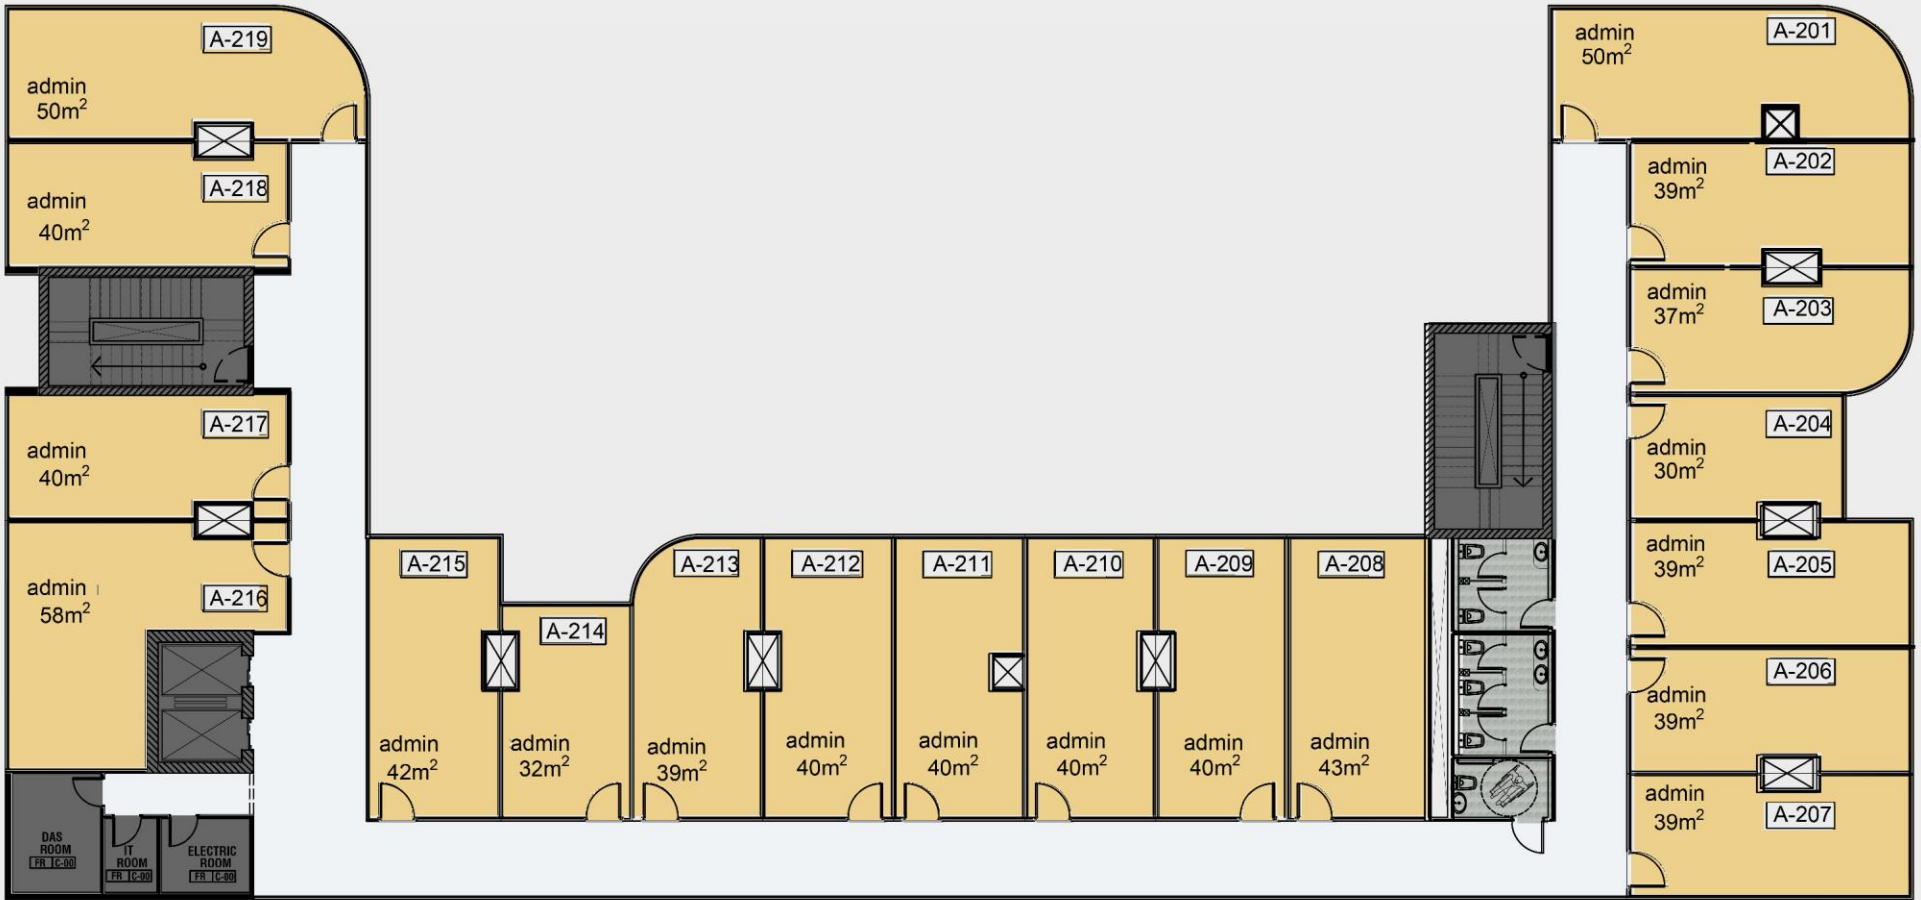 A-219
admin
50m²
A-218
admin
40m²
A-217
admin
40m²
A-216
admin
58m²
DAS
ROOM
FR C-00
IT
ROOM
FR C-00
ELECTRIC
ROOM
FR C-00
A-215
admin
42m²
A-214
admin
32m²
A-213
admin
39m²
A-212
admin
40m²
A-211
admin
40m²
A-210
admin
40m²
A-209
admin
40m²
A-208
admin
43m²
A-201
admin
50m²
A-202
admin
39m²
A-203
admin
37m²
A-204
admin
30m²
A-205
admin
39m²
A-206
admin
39m²
A-207
admin
39m²